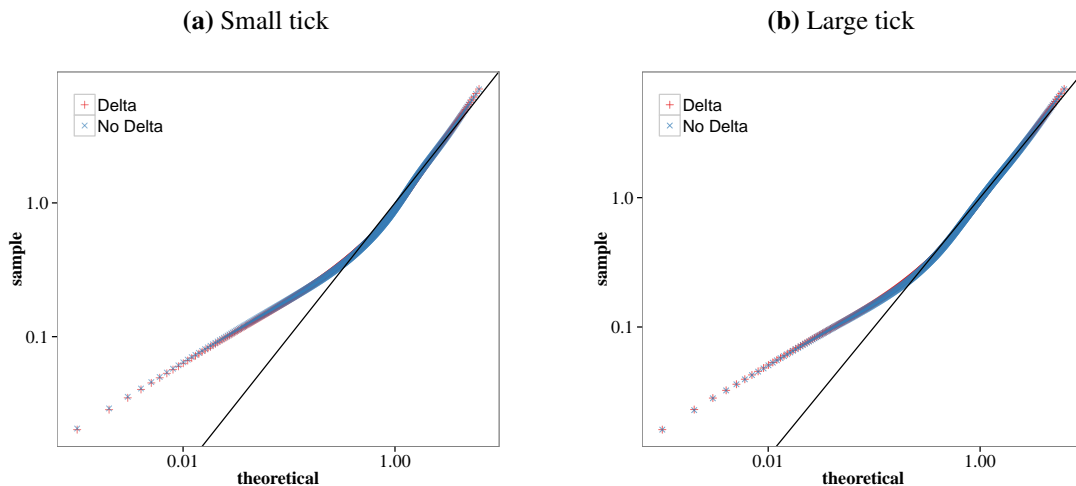 (a) Small tick
Delta
No Delta
1.0
0.1
sample
0.01
1.00
theoretical
(b) Large tick
Delta
No Delta
1.0
0.1
sample
0.01
1.00
theoretical